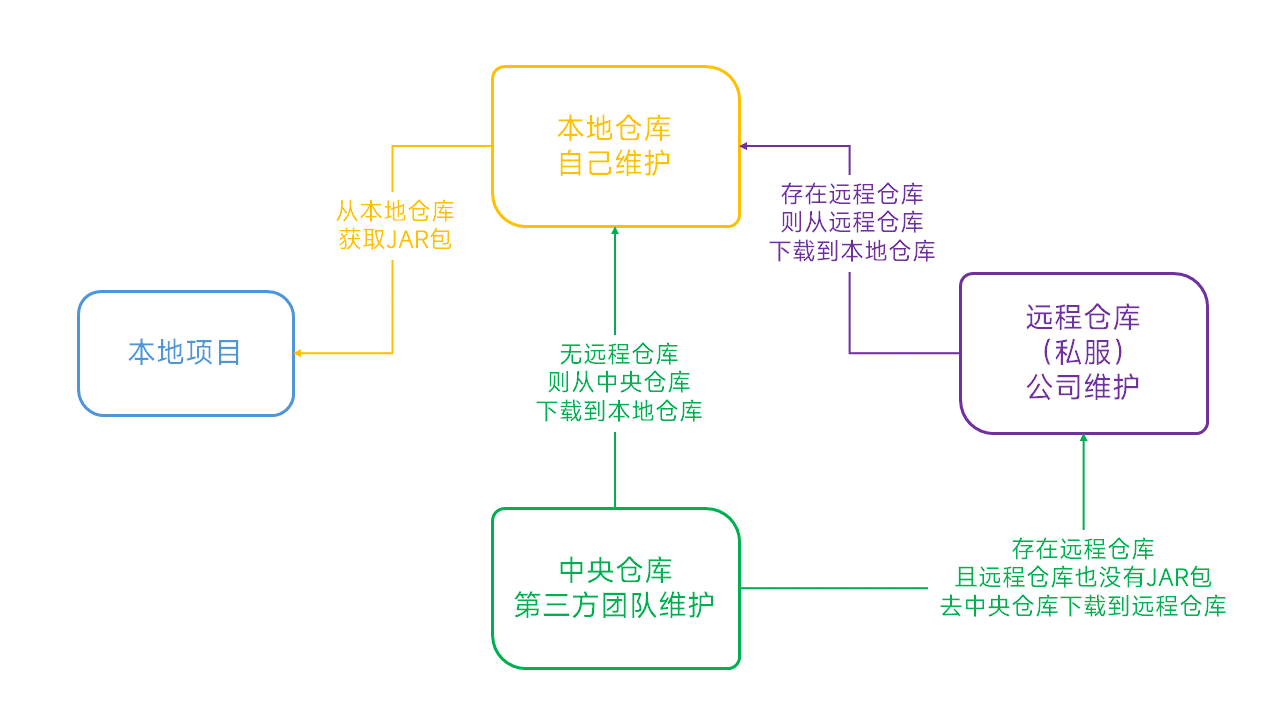 本地仓库
自己维护
存在远程仓库
则从远程仓库
下载到本地仓库
从本地仓库
获取JAR包
本地项目
远程仓库
（私服）
公司维护
无远程仓库
则从中央仓库
下载到本地仓库
中央仓库
第三方团队维护
存在远程仓库
且远程仓库也没有JAR包
去中央仓库下载到远程仓库